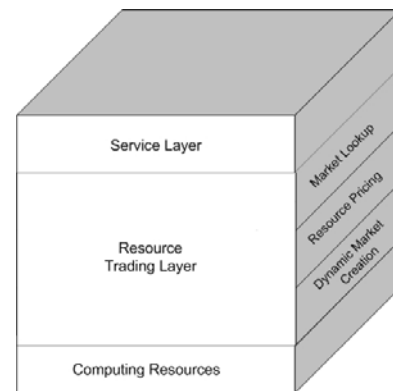 Service Layer
Resource
Trading Layer
Computing Resources
Market Lookup
Resource Pricing
Dynamic Market
Creation